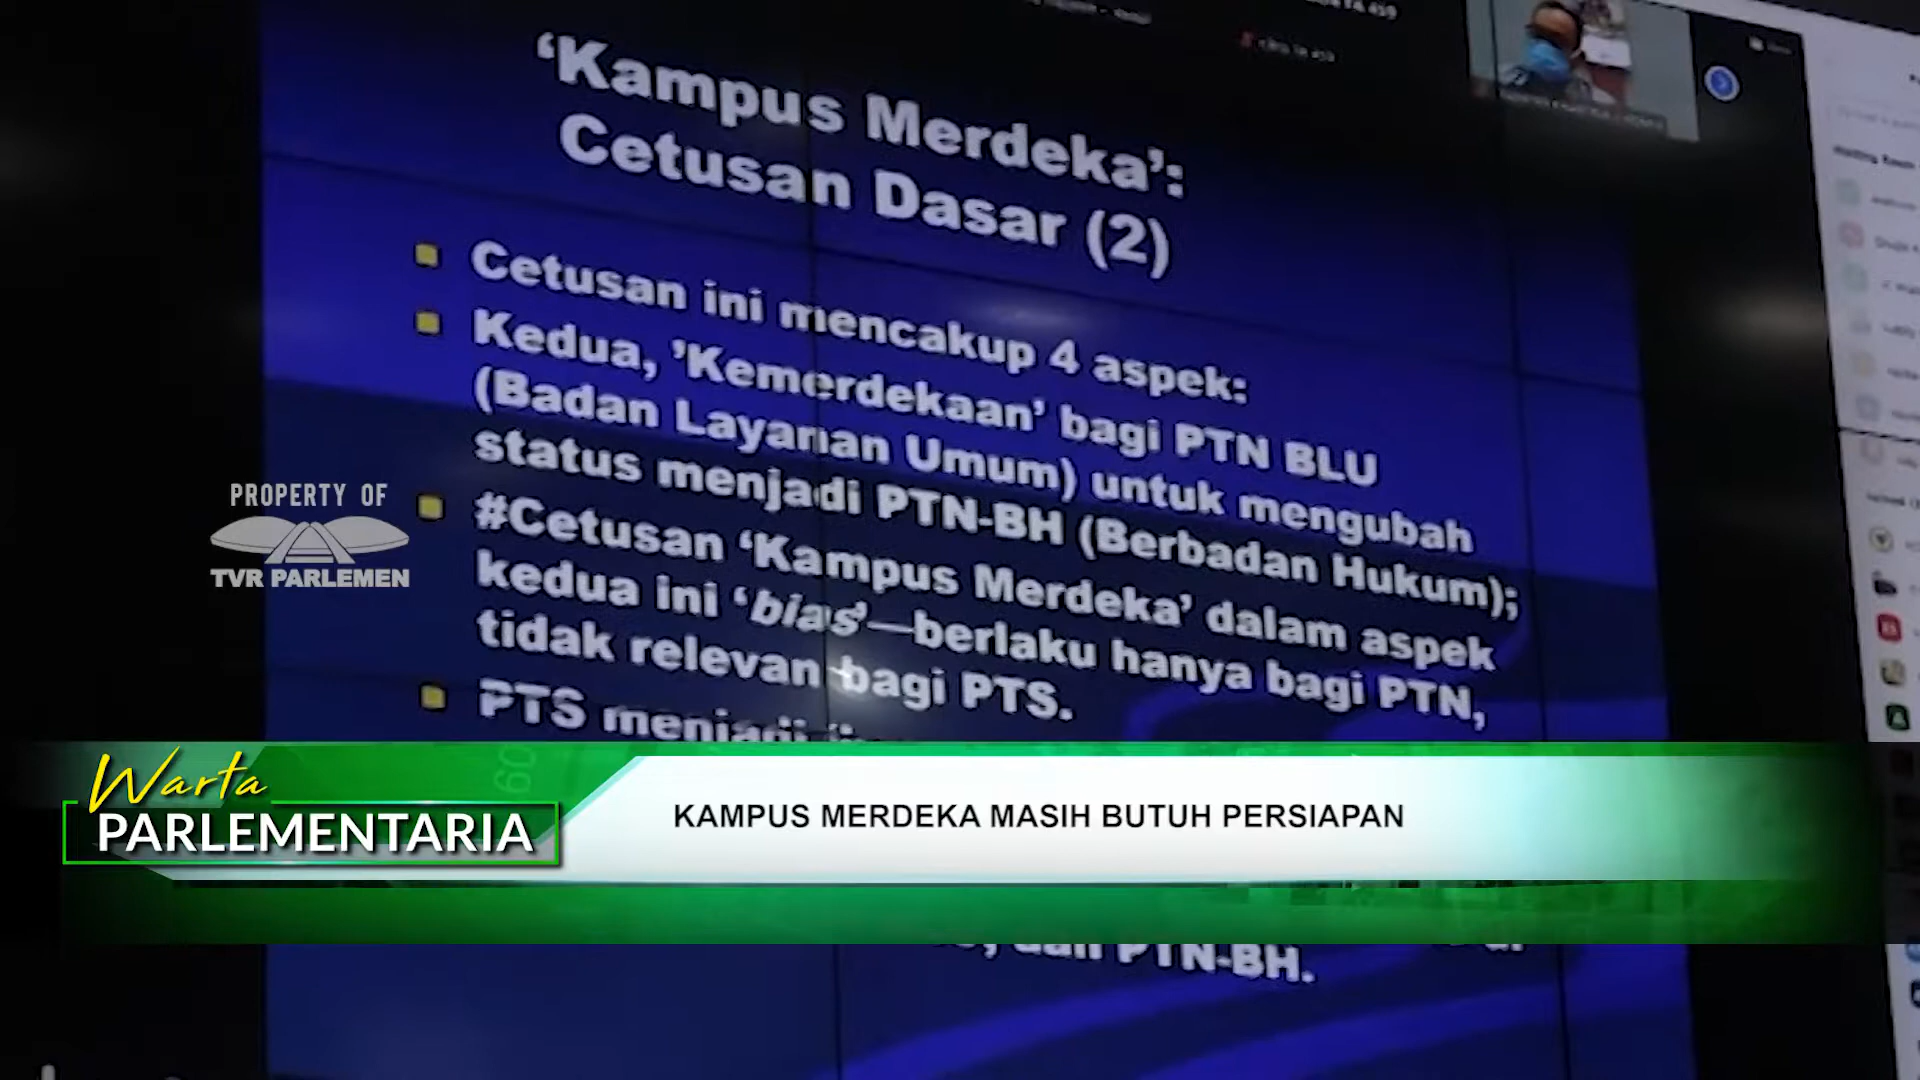 'Kampus Merdeka':
Cetusan Dasar (2)
Cetusan ini mencakup 4 aspek:
Kedua, 'Kemerdekaan' bagi PTN BLU
(Badan Layanan Umum) untuk mengubah
status menjadi PTN-BH (Berbadan Hukum);
#Cetusan 'Kampus Merdeka' dalam aspek
kedua ini 'bias'—berlaku hanya bagi PTN,
tidak relevan bagi PTS.
PTS menjadi
dan PTN-BH.
PROPERTY OF
TVR PARLEMEN
Warta
PARLEMENTARIA
KAMPUS MERDEKA MASIH BUTUH PERSIAPAN